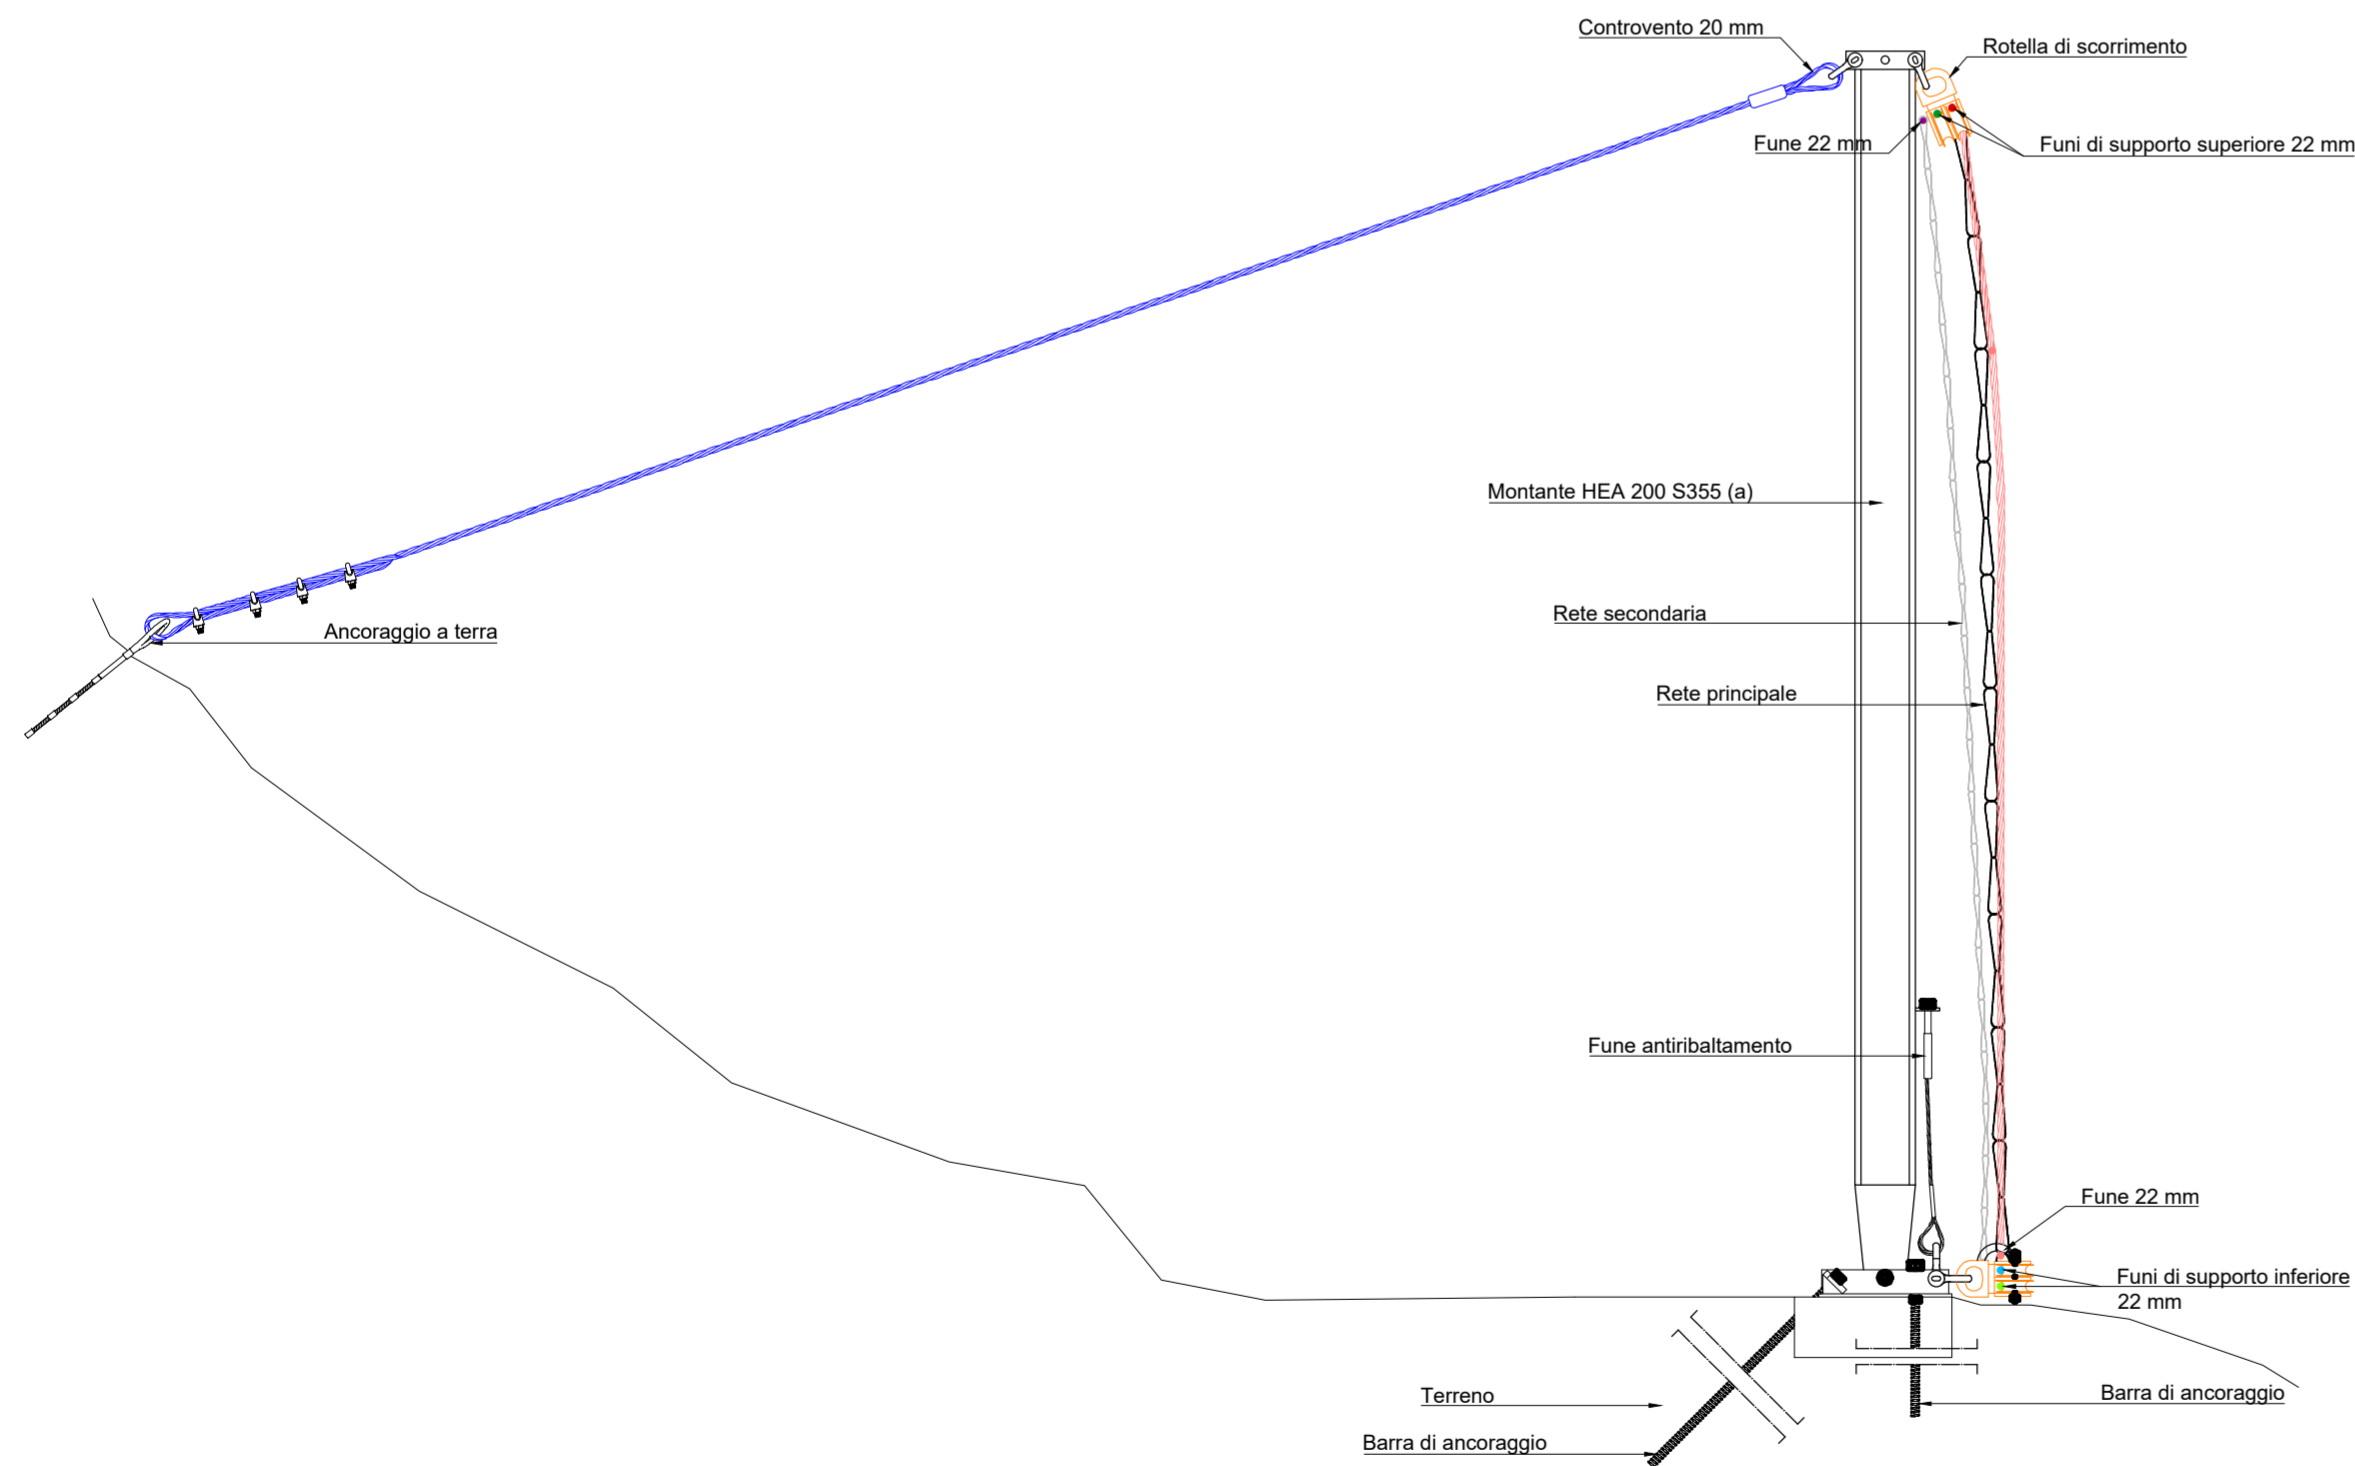 Controvento 20 mm
Rotella di scorrimento
Fune 22 mm
Funi di supporto superiore 22 mm
Montante HEA 200 S355 (a)
Rete secondaria
Ancoraggio a terra
Rete principale
Fune antiribaltamento
Fune 22 mm
Funi di supporto inferiore
22 mm
Terreno
Barra di ancoraggio
Barra di ancoraggio